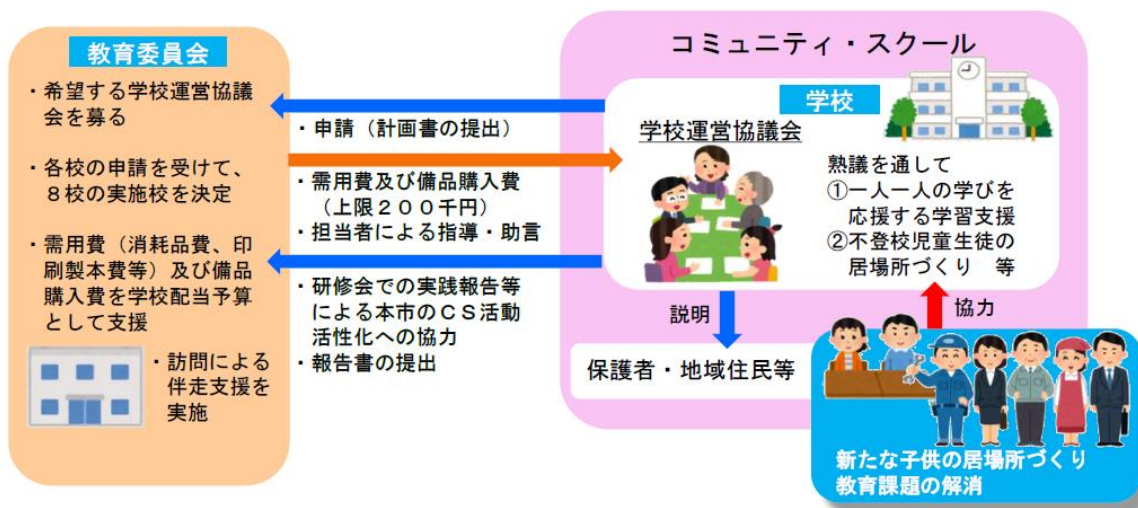 教育委員会
・希望する学校運営協議
会を募る
・各校の申請を受けて、
８校の実施校を決定
・需用費（消耗品費、印
刷製本費等）及び備品
購入費を学校配当予算
として支援
・訪問による
伴走支援を
実施
・申請（計画書の提出）
・需用費及び備品購入費
（上限２００千円）
・担当者による指導・助言
・研修会での実践報告等
による本市のＣＳ活動
活性化への協力
・報告書の提出
コミュニティ・スクール
学校
学校運営協議会
熟議を通して
①一人一人の学びを
応援する学習支援
②不登校児童生徒の
居場所づくり　等
説明
協力
保護者・地域住民等
新たな子供の居場所づくり
教育課題の解消